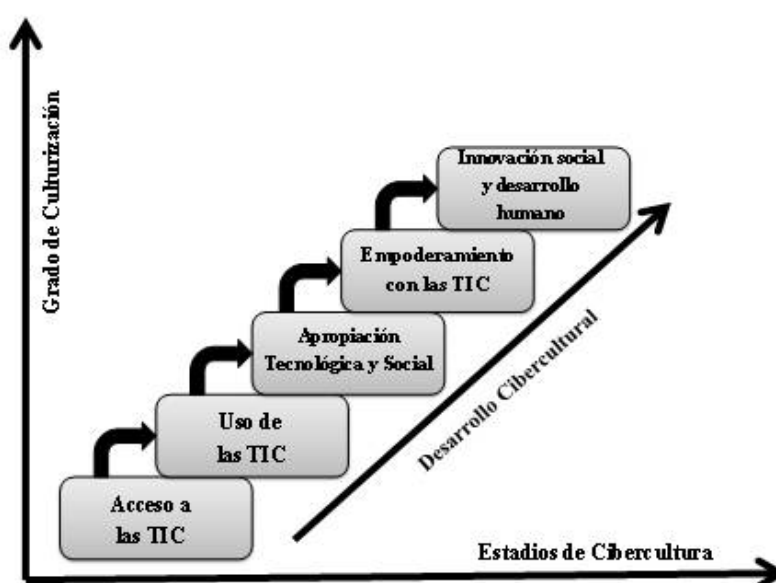 Grado de Culturización
Innovación social
y desarrollo
humano
Empoderamiento
con las TIC
Apropiación
Tecnológica y Social
Uso de
las TIC
Acceso a
las TIC
Desarrollo Cibercultural
Estadios de Cibercultura